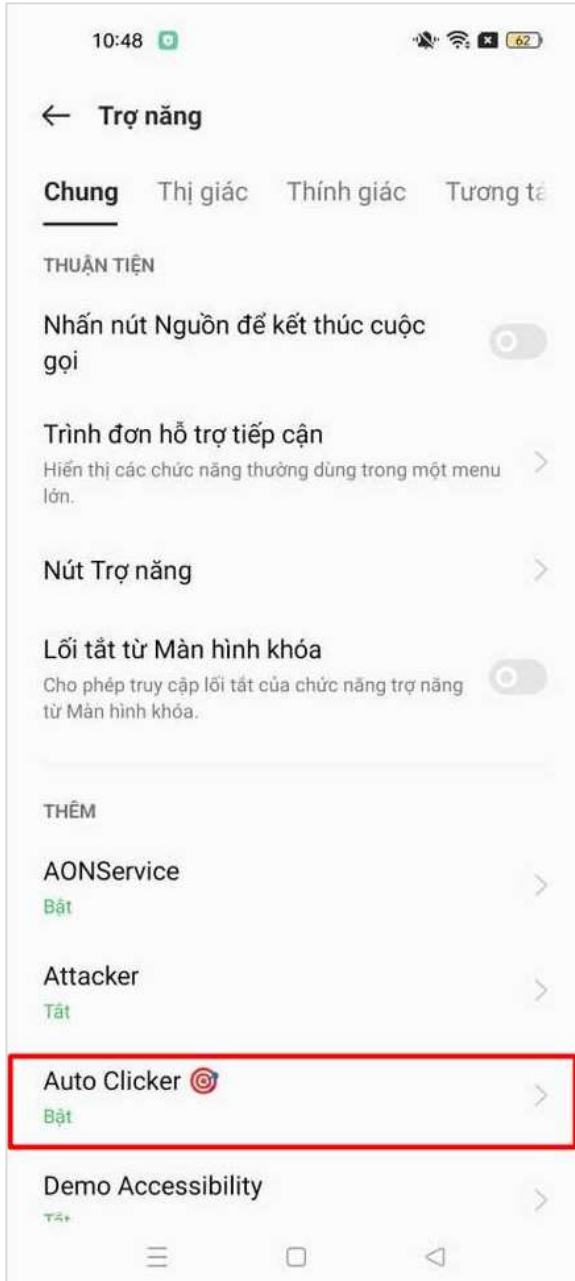 10:48 62
Trợ năng
Chung Thị giác Thính giác Tương tá
THUẬN TIỆN
Nhấn nút Nguồn để kết thúc cuộc
gọi
Trình đơn hỗ trợ tiếp cận
Hiển thị các chức năng thường dùng trong một menu
lớn.
Nút Trợ năng
Lối tắt từ Màn hình khóa
Cho phép truy cập lối tắt của chức năng trợ năng
từ Màn hình khóa.
THÊM
AONService
Bật
Attacker
Tắt
Auto Clicker 🎯
Bật
Demo Accessibility
Tắt